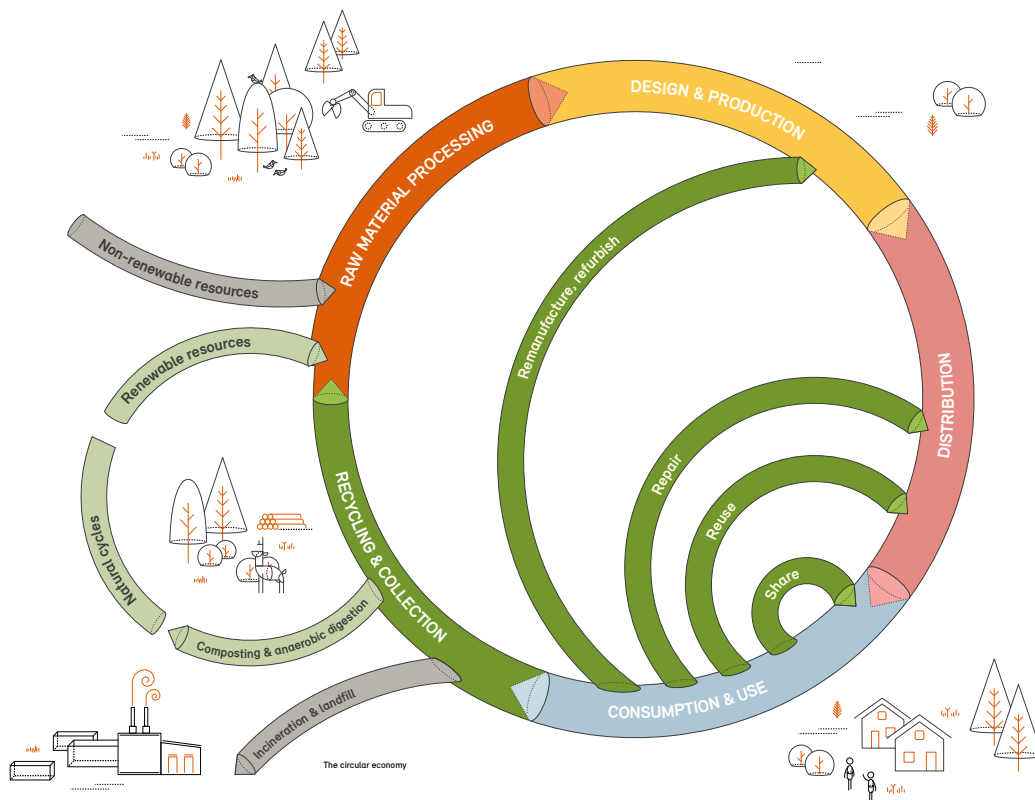 DESIGN & PRODUCTION
RAW MATERIAL PROCESSING
Non-renewable resources
Remanufacture, refurbish
Renewable resources
DISTRIBUTION
Repair
Reuse
RECYCLING & COLLECTION
Natural cycles
Share
Composting & anaerobic digestion
CONSUMPTION & USE
Incineration & landfill
The circular economy